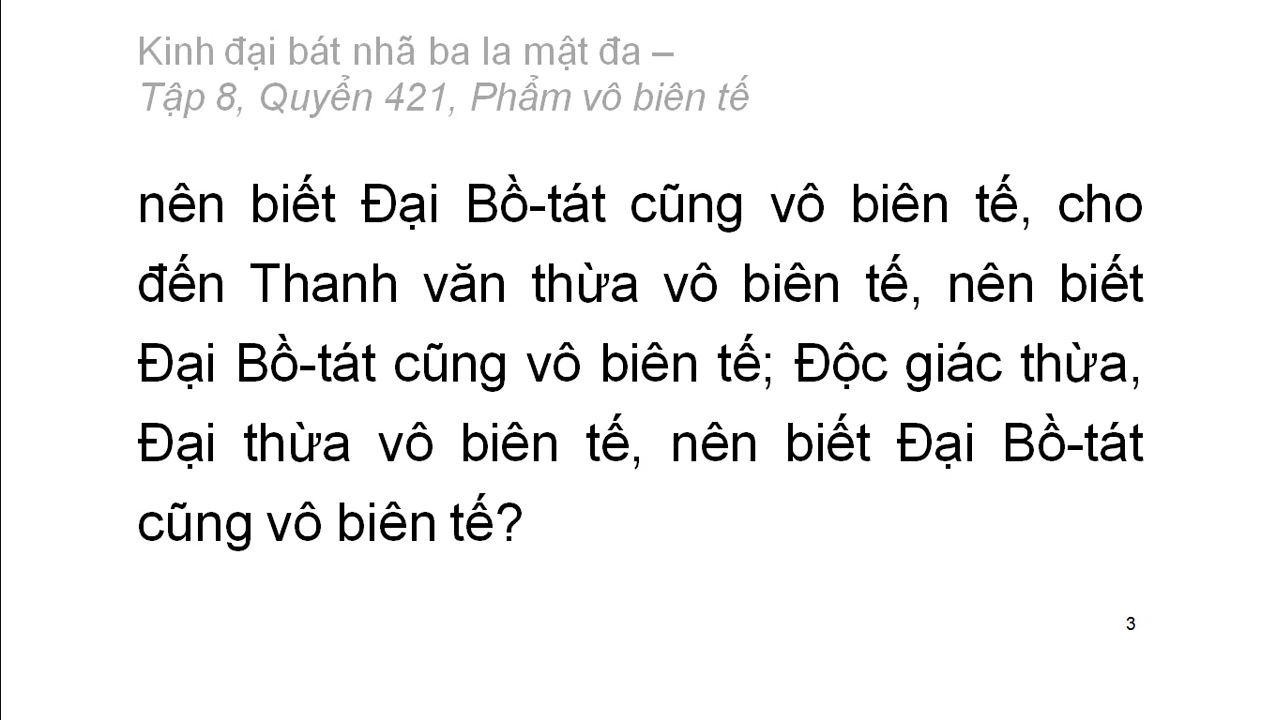 Kinh đại bát nhã ba la mật đa –
Tập 8, Quyển 421, Phẩm vô biên tế
nên biết Đại Bồ-tát cũng vô biên tế, cho
đến Thanh văn thừa vô biên tế, nên biết
Đại Bồ-tát cũng vô biên tế; Độc giác thừa,
Đại thừa vô biên tế, nên biết Đại Bồ-tát
cũng vô biên tế?
3